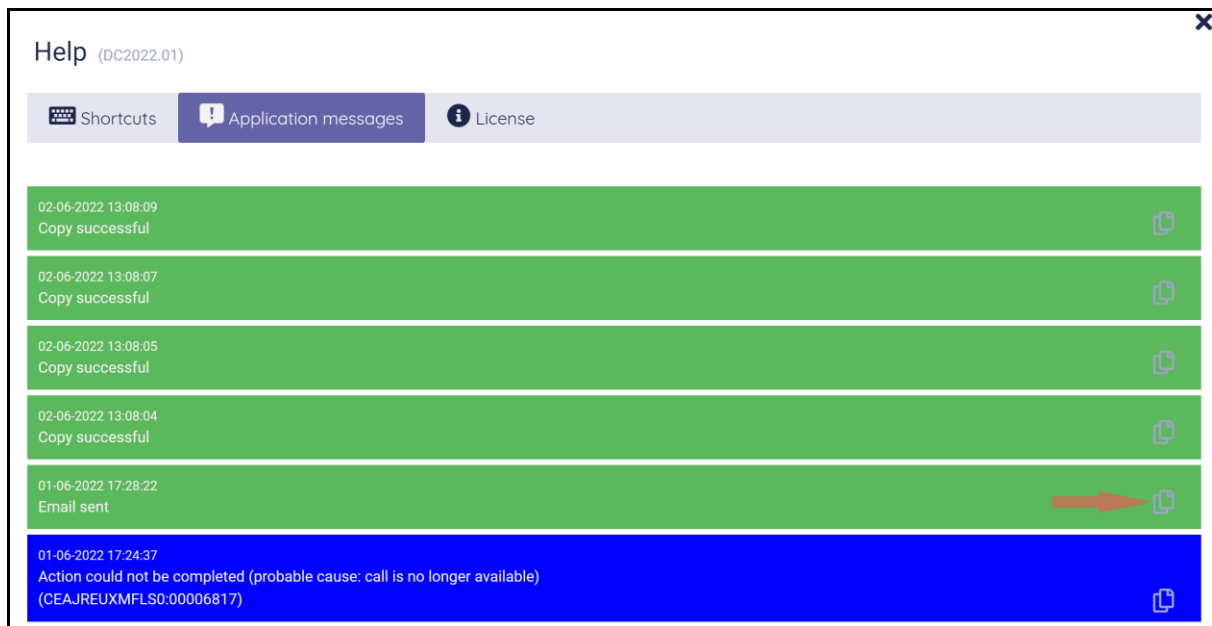 Help (DC2022.01)
Shortcuts Application messages License
02-06-2022 13:08:09
Copy successful
02-06-2022 13:08:07
Copy successful
02-06-2022 13:08:05
Copy successful
02-06-2022 13:08:04
Copy successful
01-06-2022 17:28:22
Email sent
01-06-2022 17:24:37
Action could not be completed (probable cause: call is no longer available)
(CEAJREUXMFLS0:00006817)